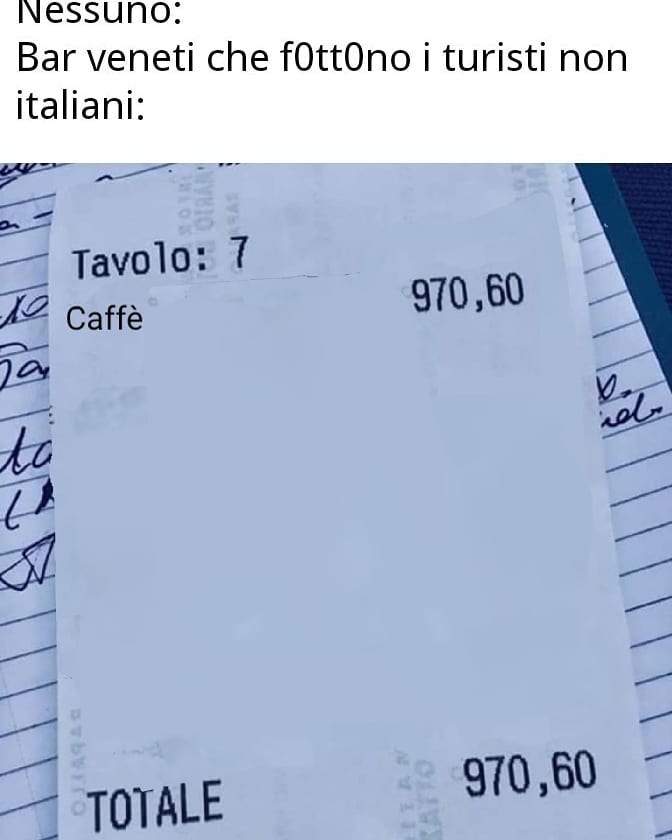 Nessuno:
Bar veneti che f0tt0no i turisti non
italiani:
Tavolo: 7
Caffè 970,60
TOTALE 970,60